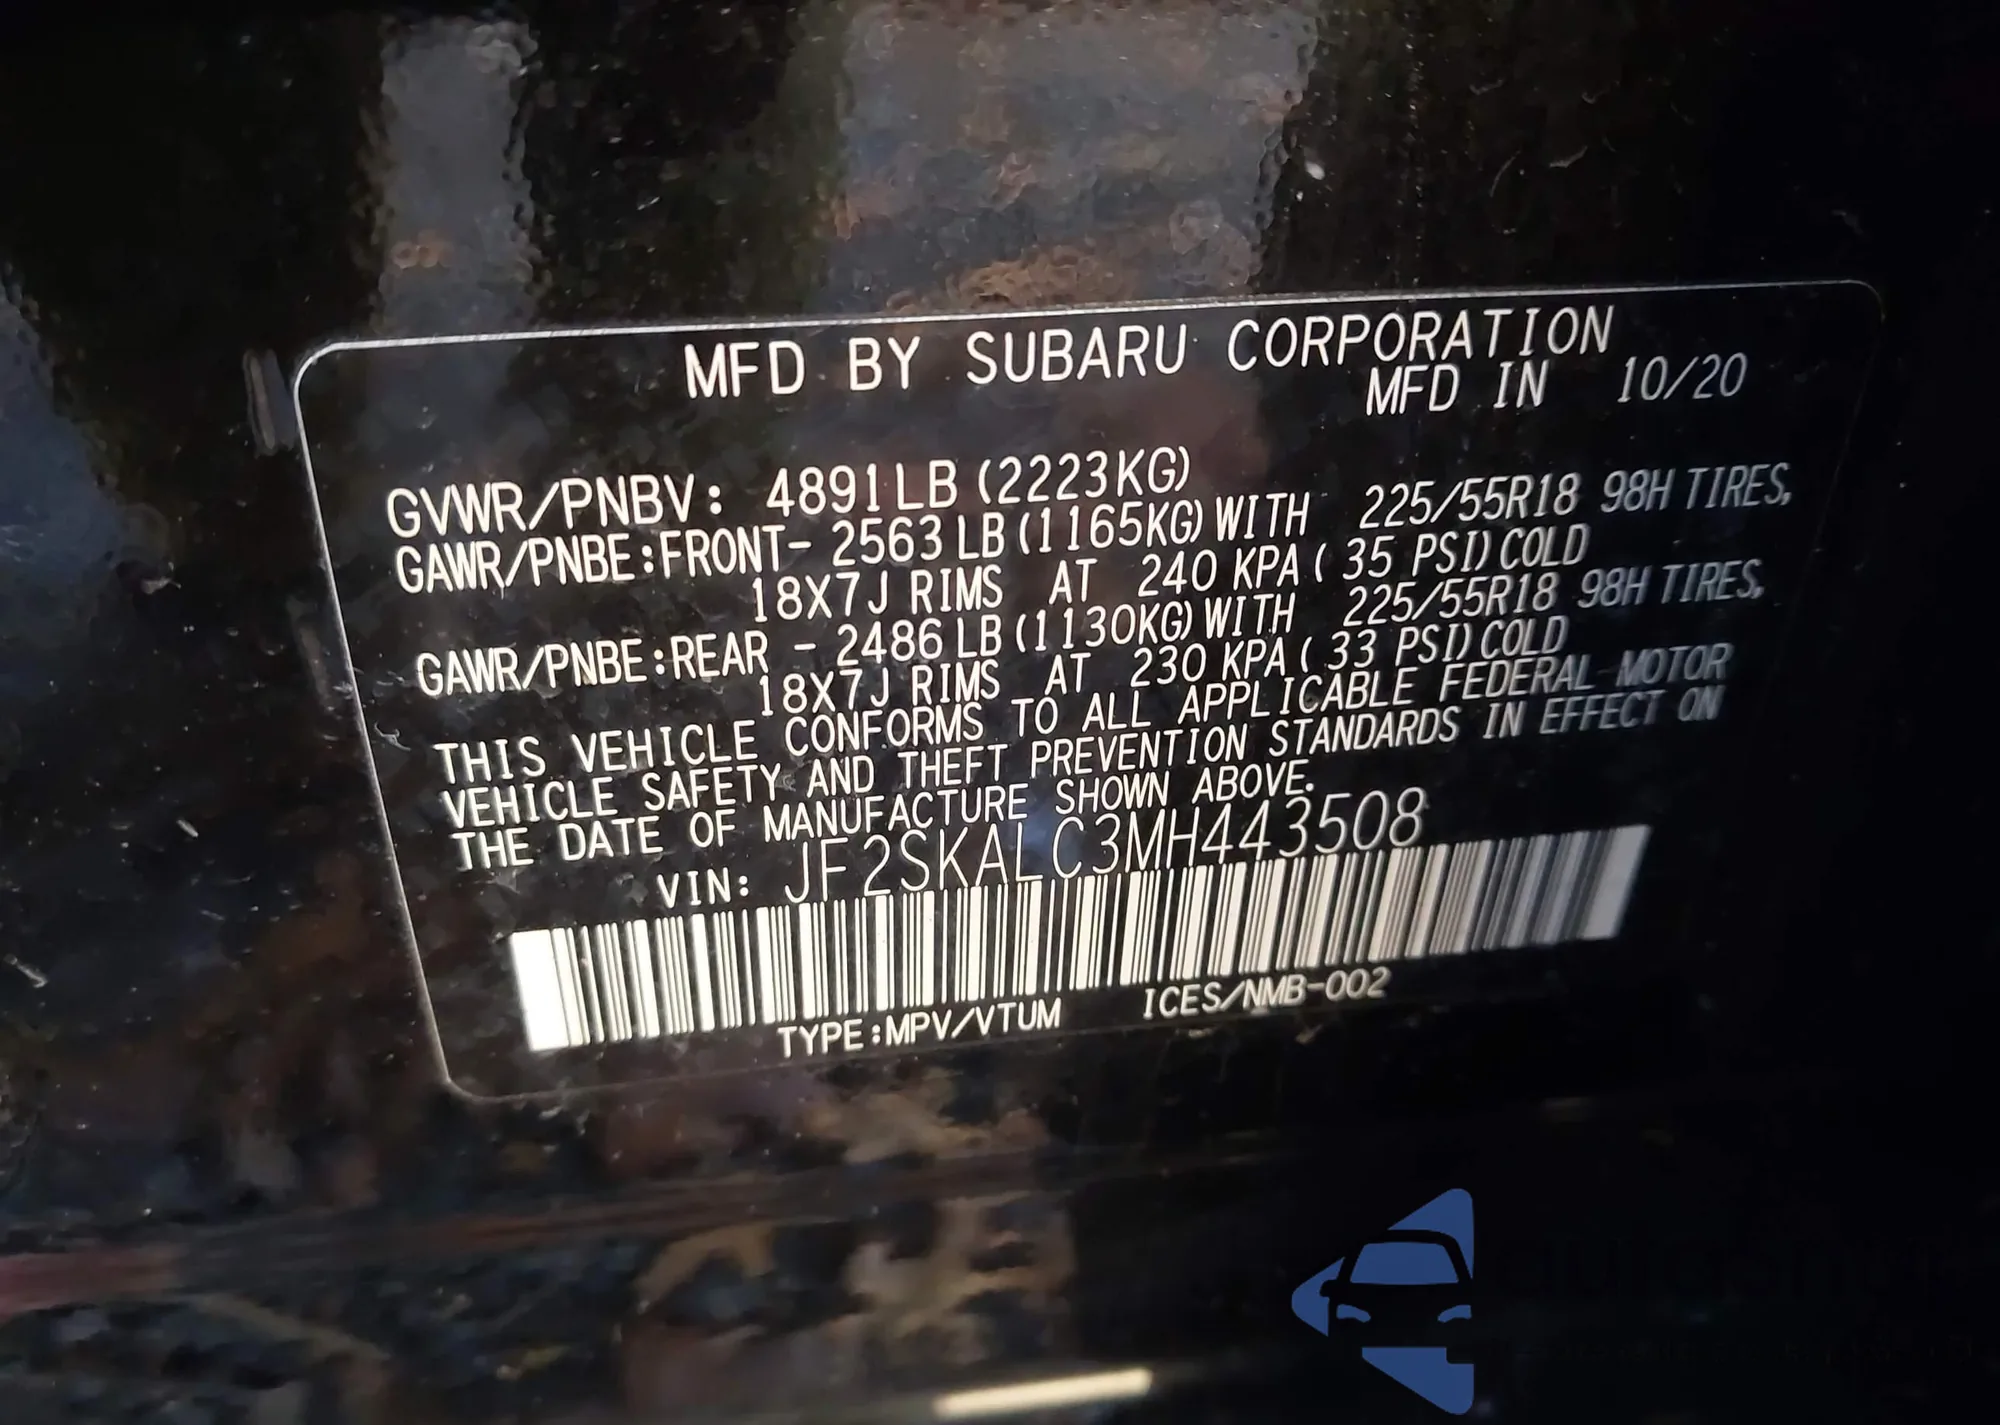 MFD BY SUBARU CORPORATION
MFD IN 10/20
GVWR/PNBV: 4891LB (2223KG)
GAWR/PNBE:FRONT- 2563 LB (1165KG) WITH 225/55R18 98H TIRES,
18X7J RIMS AT 240 KPA ( 35 PSI) COLD
GAWR/PNBE:REAR - 2486 LB (1130KG) WITH 225/55R18 98H TIRES,
18X7J RIMS AT 230 KPA ( 33 PSI) COLD
THIS VEHICLE CONFORMS TO ALL APPLICABLE FEDERAL MOTOR
VEHICLE SAFETY AND THEFT PREVENTION STANDARDS IN EFFECT ON
THE DATE OF MANUFACTURE SHOWN ABOVE.
VIN: JF2SKALC3MH443508
TYPE:MPV/VTUM ICES/NMB-002